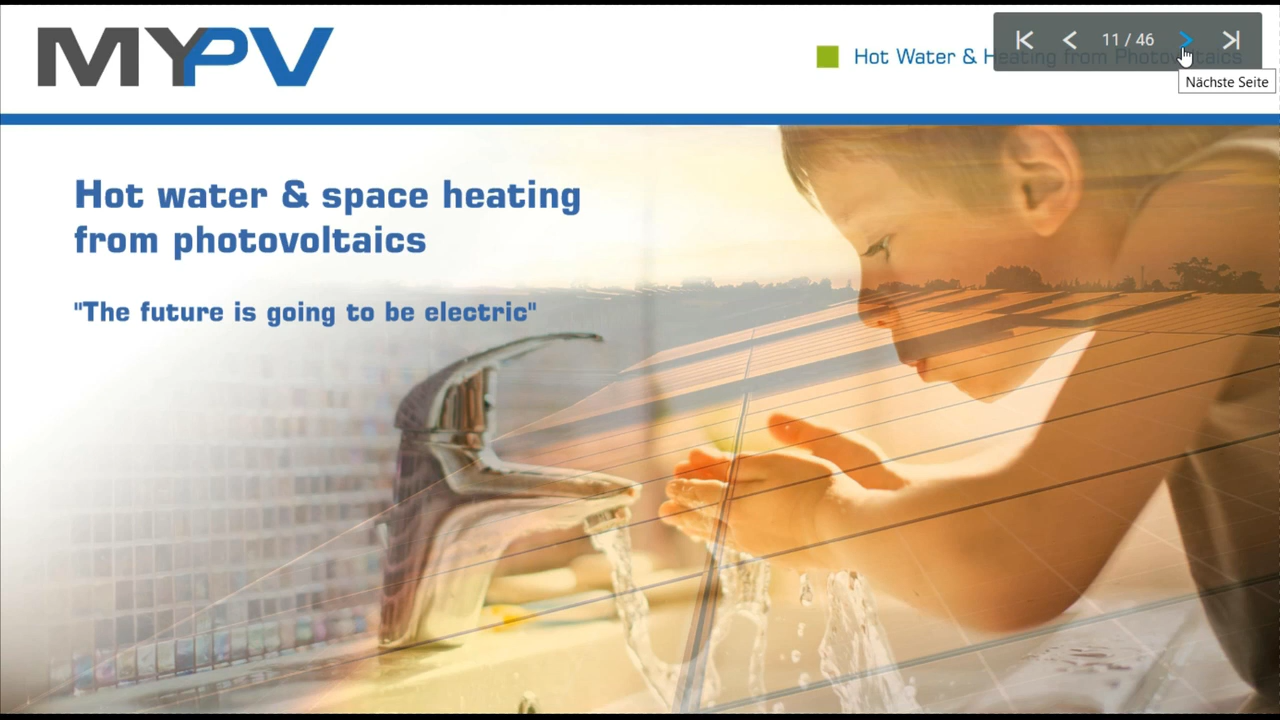 MYPV
Hot Water & Heating from Photovoltaics
11 / 46
Nächste Seite
Hot water & space heating
from photovoltaics
"The future is going to be electric"